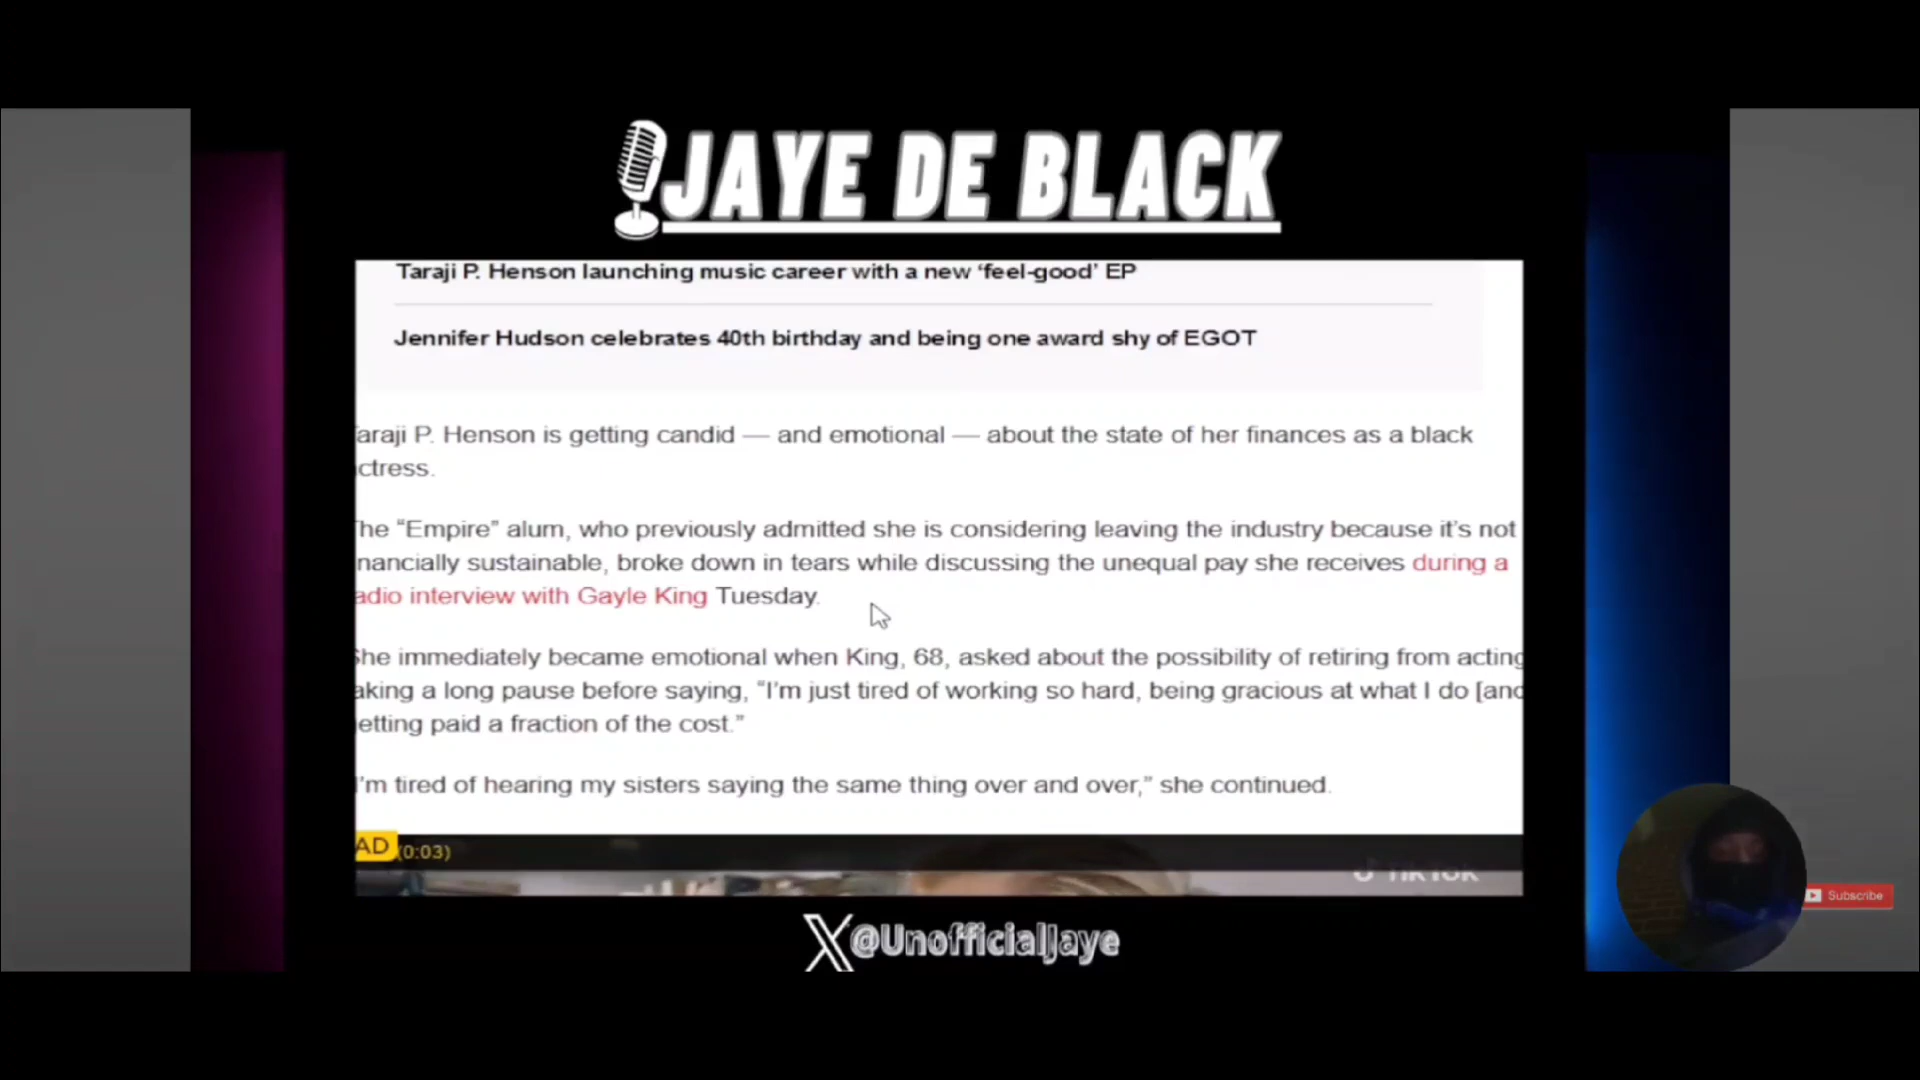 JAYE DE BLACK
Taraji P. Henson launching music career with a new ‘feel-good’ EP
Jennifer Hudson celebrates 40th birthday and being one award shy of EGOT
araji P. Henson is getting candid — and emotional — about the state of her finances as a black
ctress.
he “Empire” alum, who previously admitted she is considering leaving the industry because it’s not
nancially sustainable, broke down in tears while discussing the unequal pay she receives during a
adio interview with Gayle King Tuesday.
he immediately became emotional when King, 68, asked about the possibility of retiring from acting
aking a long pause before saying, “I’m just tired of working so hard, being gracious at what I do [and
etting paid a fraction of the cost.”
I’m tired of hearing my sisters saying the same thing over and over,” she continued.
AD (0:03)
TikTok
Subscribe
X@UnofficialJaye